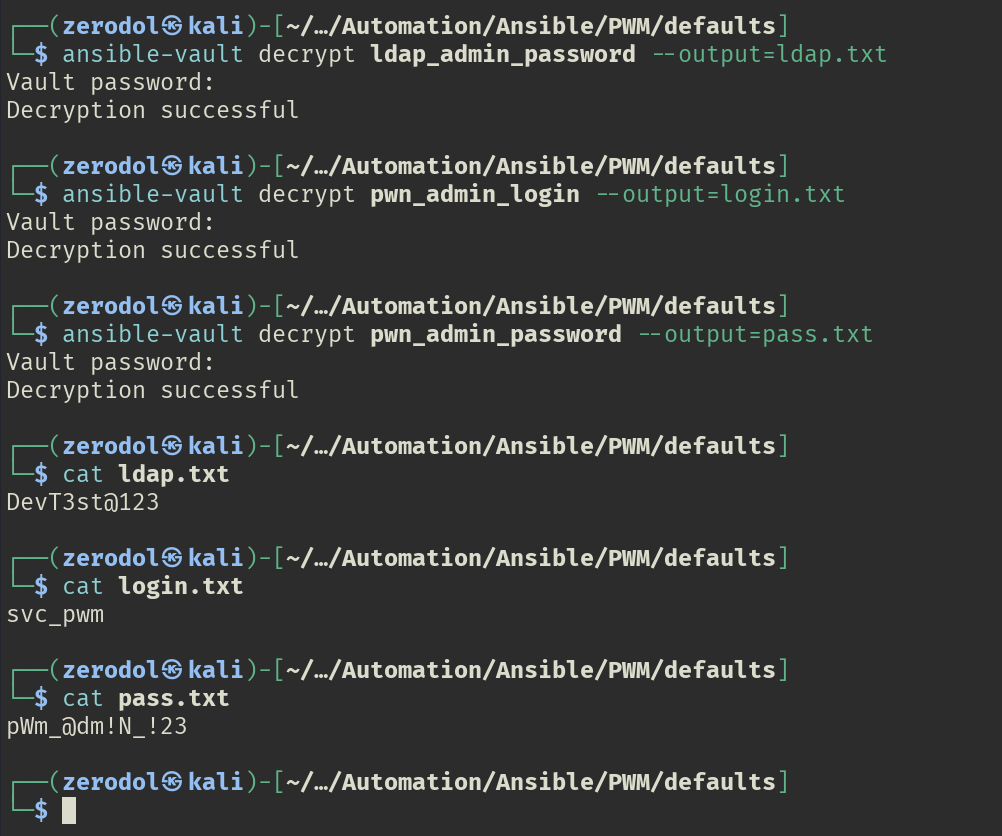 ┌──(zerodol㉿kali)-[~/…/Automation/Ansible/PWM/defaults]
└─$ ansible-vault decrypt ldap_admin_password --output=ldap.txt
Vault password:
Decryption successful

┌──(zerodol㉿kali)-[~/…/Automation/Ansible/PWM/defaults]
└─$ ansible-vault decrypt pwn_admin_login --output=login.txt
Vault password:
Decryption successful

┌──(zerodol㉿kali)-[~/…/Automation/Ansible/PWM/defaults]
└─$ ansible-vault decrypt pwn_admin_password --output=pass.txt
Vault password:
Decryption successful

┌──(zerodol㉿kali)-[~/…/Automation/Ansible/PWM/defaults]
└─$ cat ldap.txt
DevT3st@123

┌──(zerodol㉿kali)-[~/…/Automation/Ansible/PWM/defaults]
└─$ cat login.txt
svc_pwm

┌──(zerodol㉿kali)-[~/…/Automation/Ansible/PWM/defaults]
└─$ cat pass.txt
pWm_@dm!N_!23

┌──(zerodol㉿kali)-[~/…/Automation/Ansible/PWM/defaults]
└─$